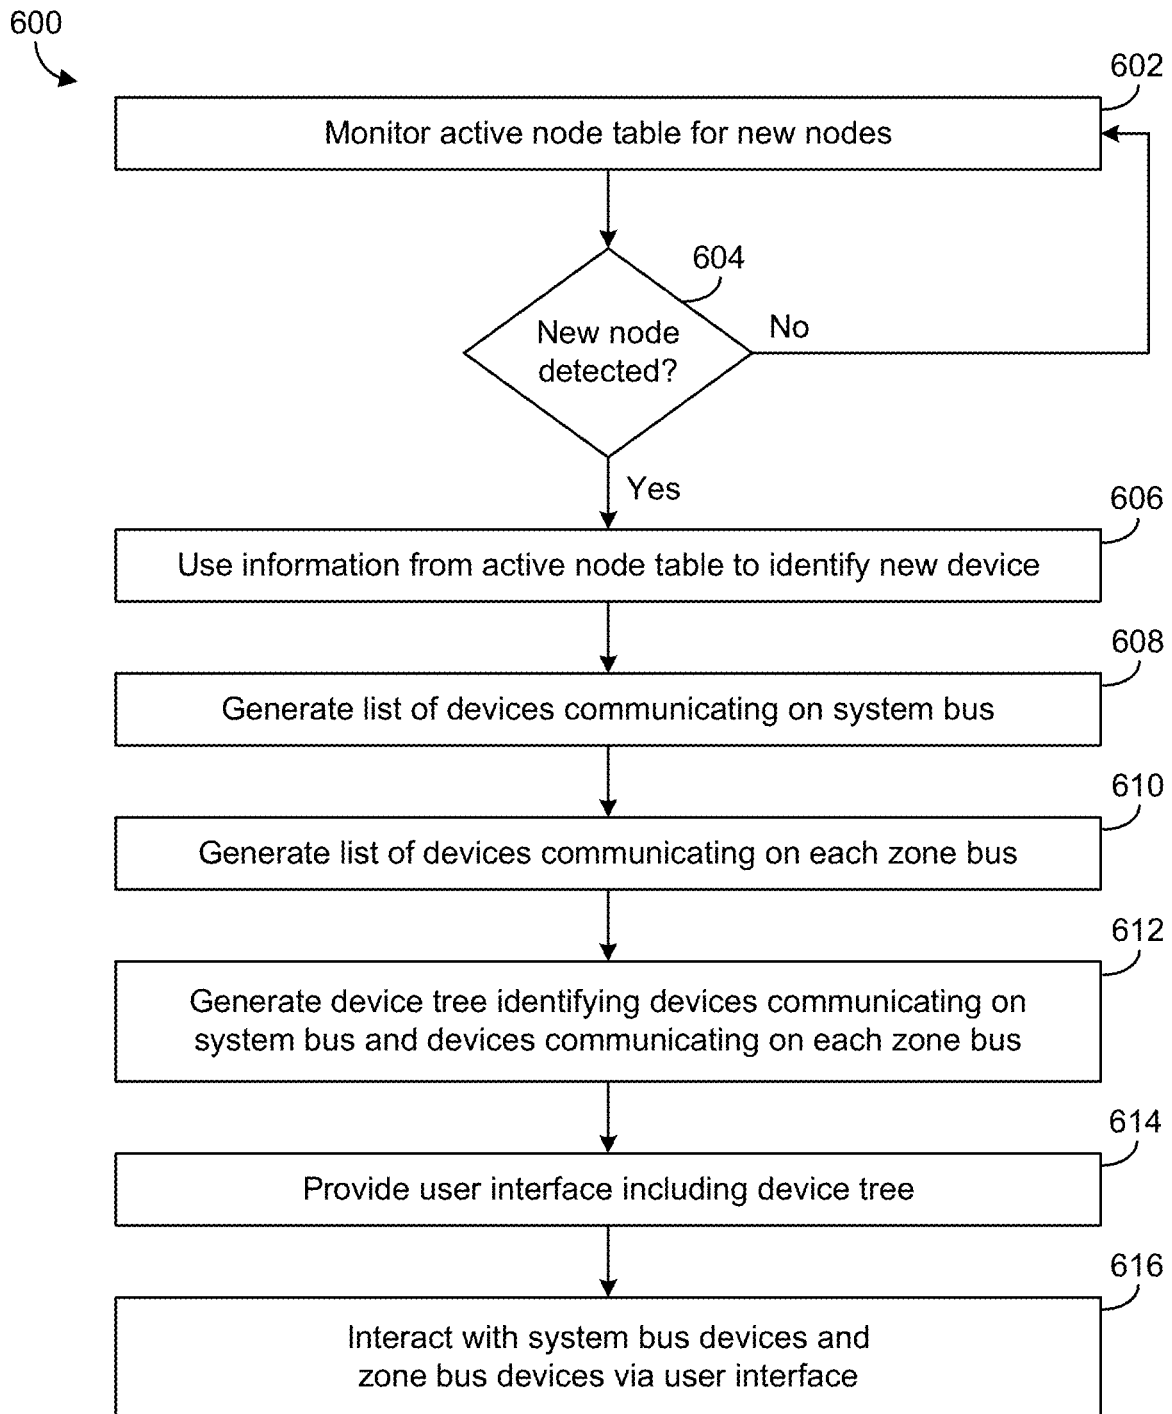 600
602
Monitor active node table for new nodes
604
New node
detected?
No
Yes
606
Use information from active node table to identify new device
608
Generate list of devices communicating on system bus
610
Generate list of devices communicating on each zone bus
612
Generate device tree identifying devices communicating on
system bus and devices communicating on each zone bus
614
Provide user interface including device tree
616
Interact with system bus devices and
zone bus devices via user interface